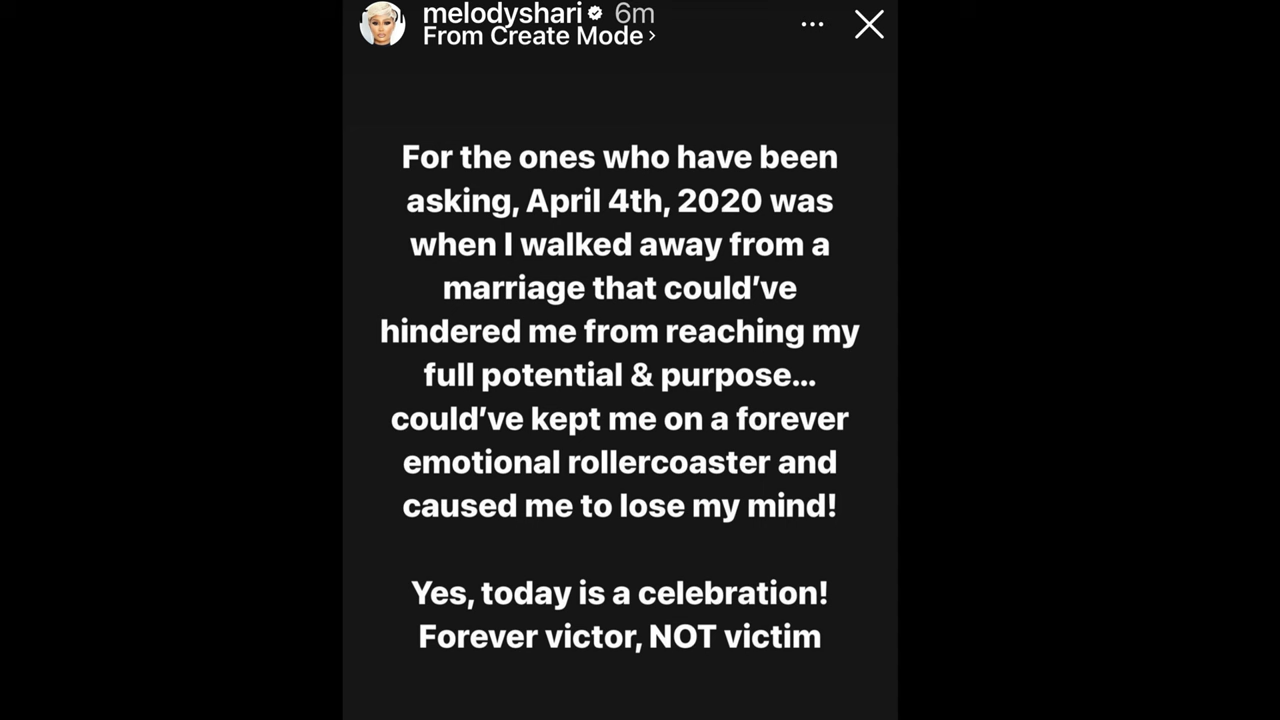 melodyshari 6m
From Create Mode ›
For the ones who have been
asking, April 4th, 2020 was
when I walked away from a
marriage that could’ve
hindered me from reaching my
full potential & purpose...
could’ve kept me on a forever
emotional rollercoaster and
caused me to lose my mind!
Yes, today is a celebration!
Forever victor, NOT victim